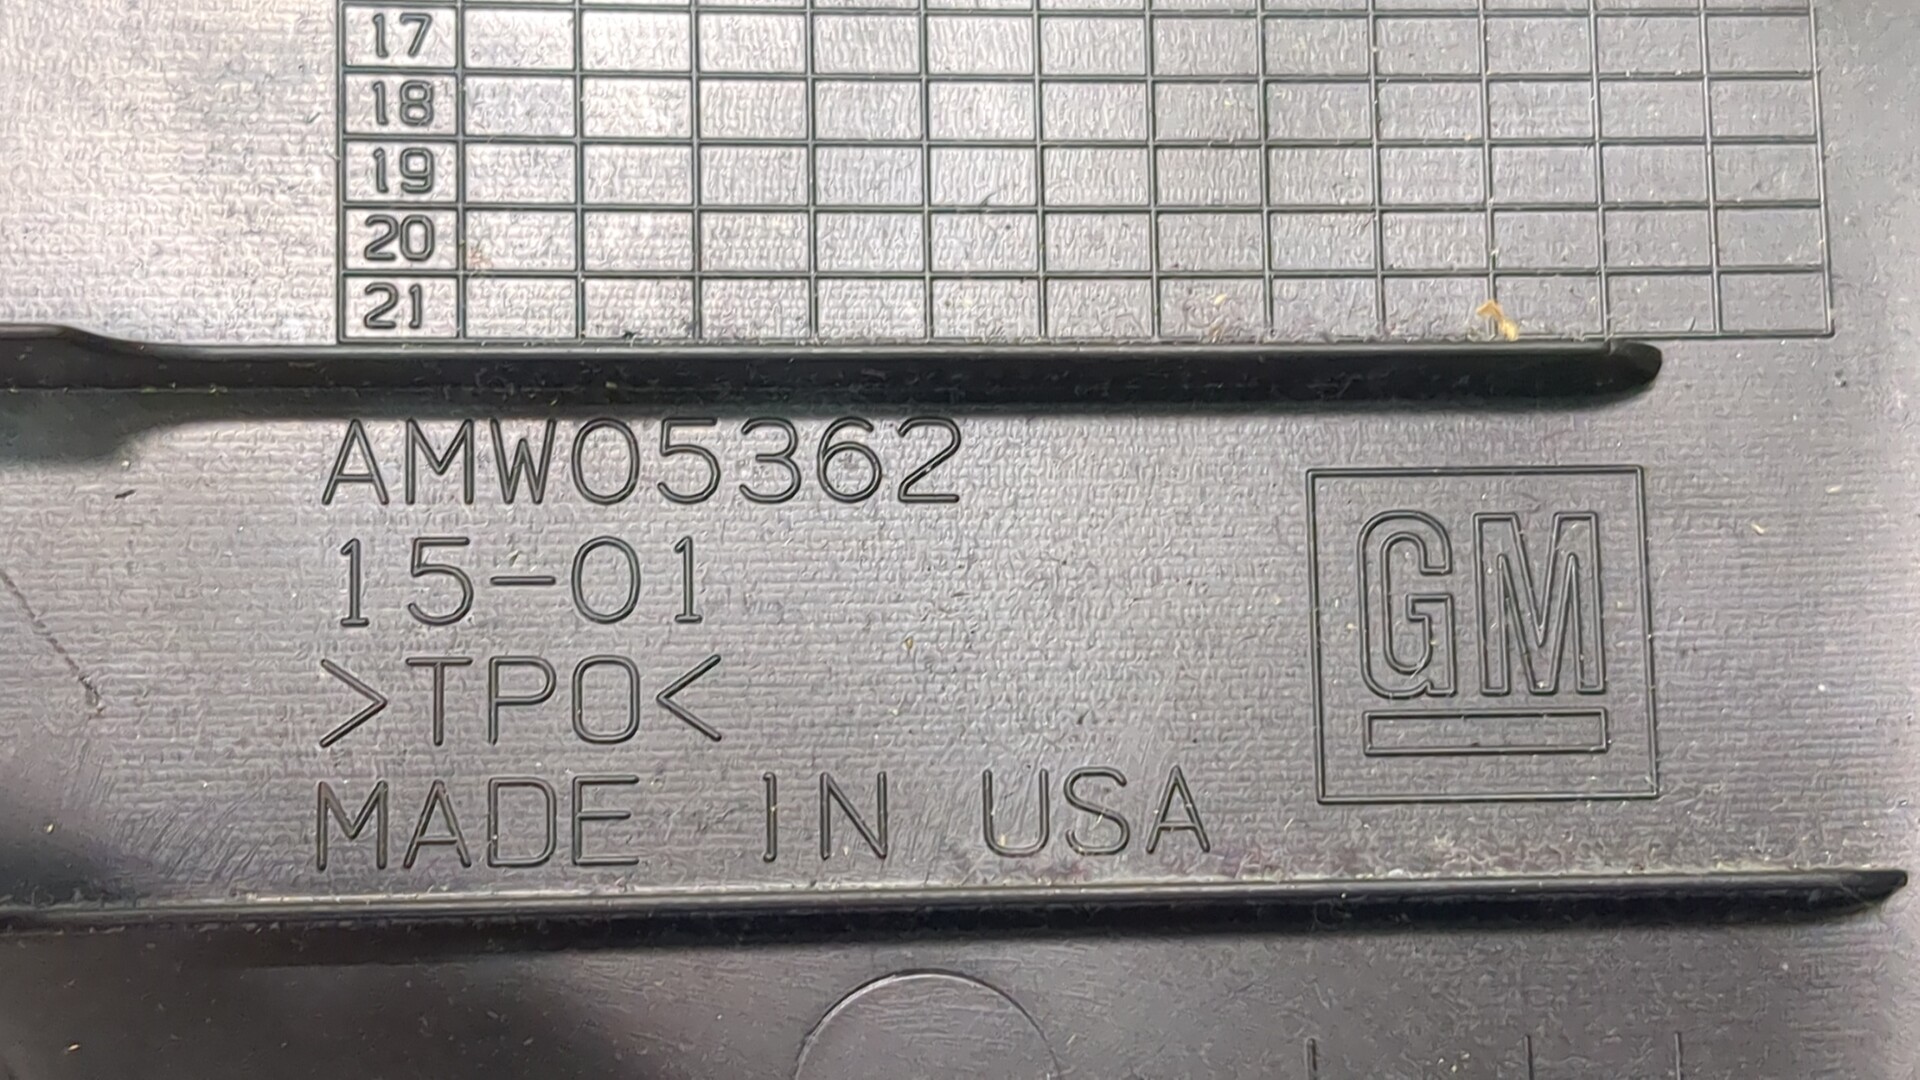 17
18
19
20
21
AMW05362
15-01
>TPO<
MADE IN USA
GM